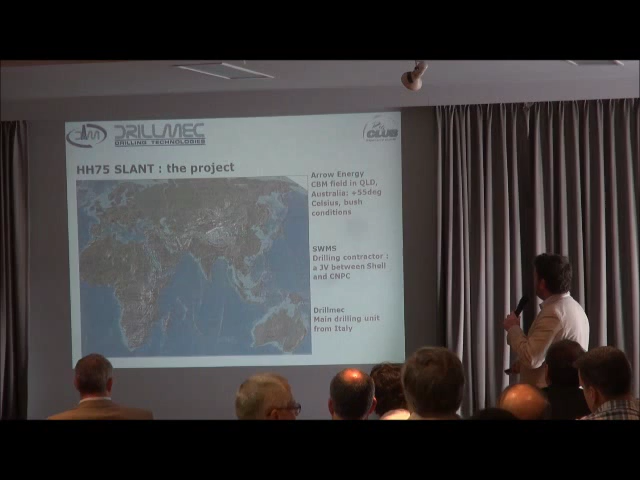 DRILLMEC
DRILLING TECHNOLOGIES
CLUB
HH75 SLANT : the project
Arrow Energy
CBM field in QLD,
Australia; +55deg
Celsius, bush
conditions
SWMS
Drilling contractor :
a JV between Shell
and CNPC
Drillmec
Main drilling unit
from Italy